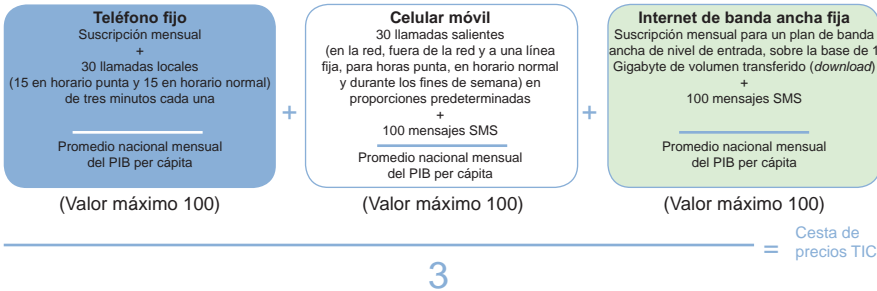 Teléfono fijo
Suscripción mensual
+
30 llamadas locales
(15 en horario punta y 15 en horario normal)
de tres minutos cada una
Promedio nacional mensual
del PIB per cápita
(Valor máximo 100)
+
Celular móvil
30 llamadas salientes
(en la red, fuera de la red y a una línea
fija, para horas punta, en horario normal
y durante los fines de semana) en
proporciones predeterminadas
+
100 mensajes SMS
Promedio nacional mensual
del PIB per cápita
(Valor máximo 100)
+
Internet de banda ancha fija
Suscripción mensual para un plan de banda
ancha de nivel de entrada, sobre la base de 1
Gigabyte de volumen transferido (download)
+
100 mensajes SMS
Promedio nacional mensual
del PIB per cápita
(Valor máximo 100)
3
=
Cesta de
precios TIC